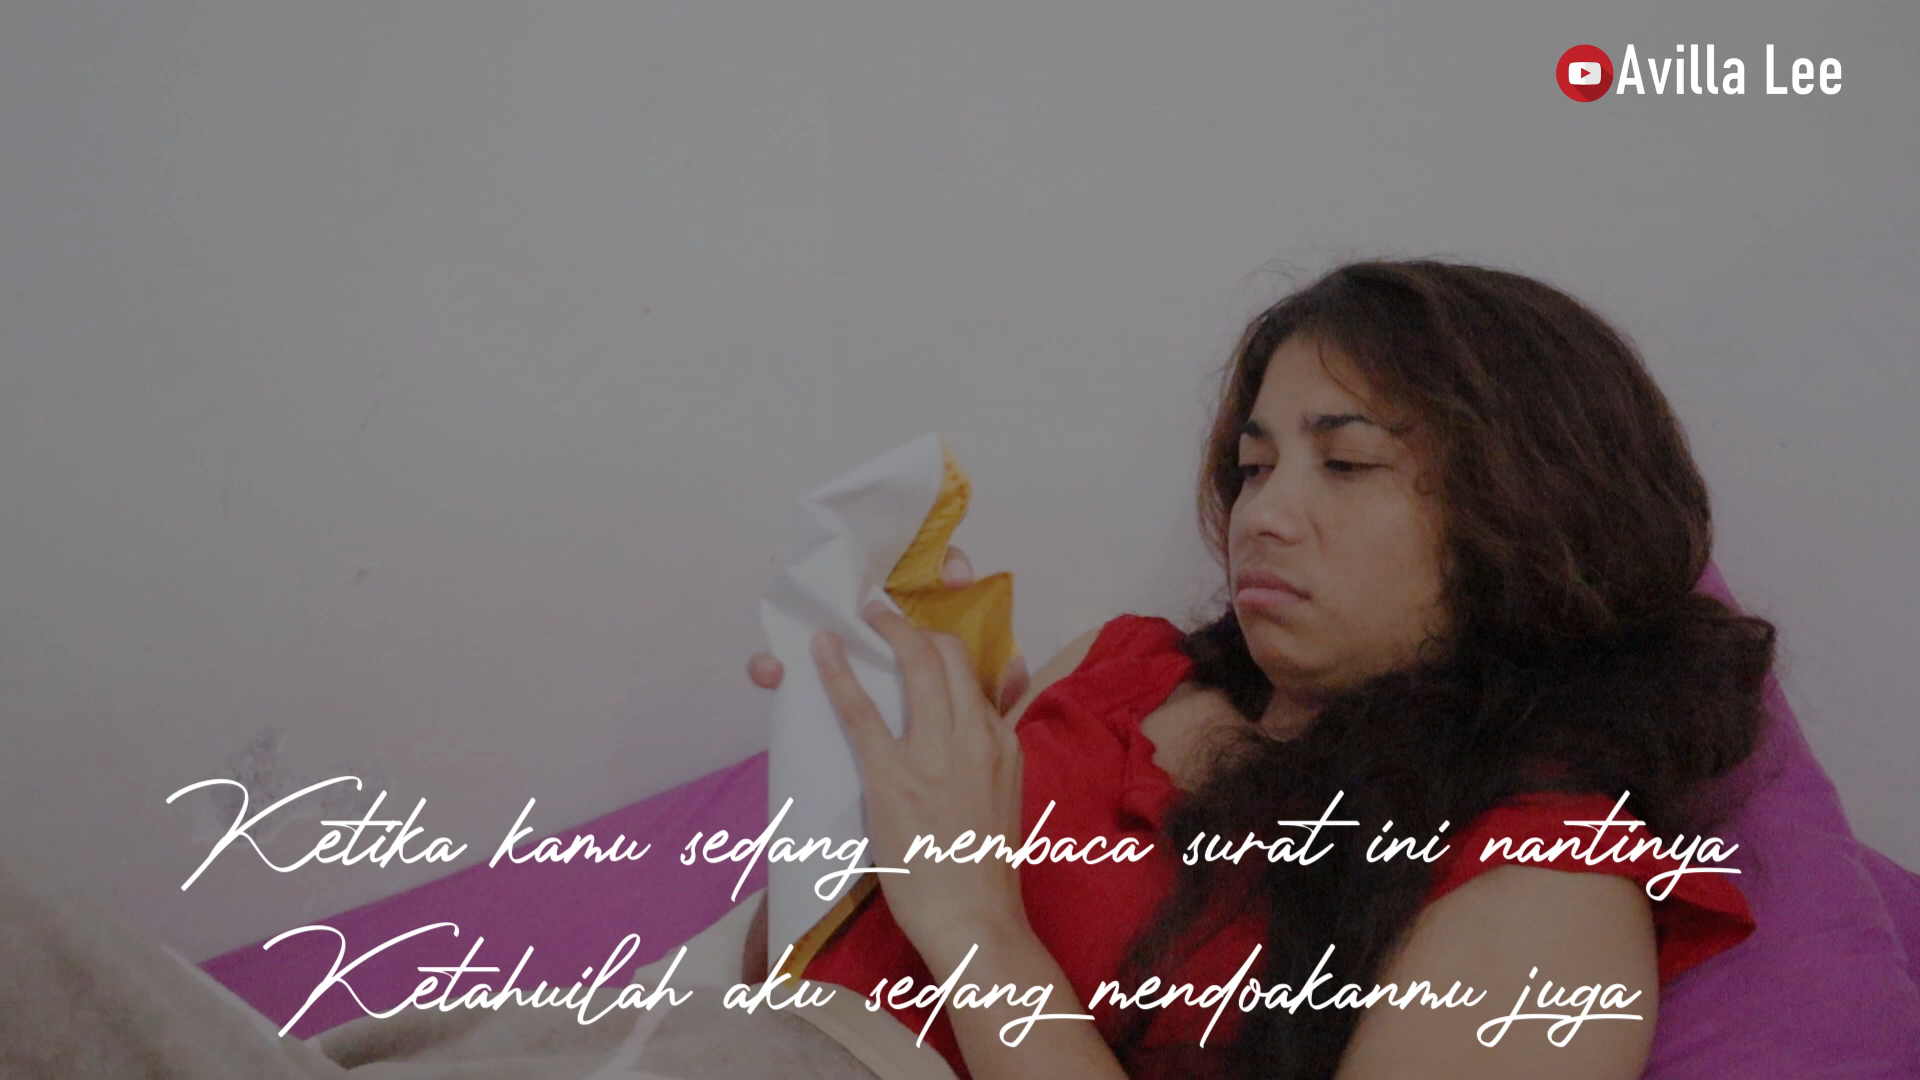 Avilla Lee
Ketika kamu sedang membaca surat ini nantinya
Ketahuilah aku sedang mendoakanmu juga